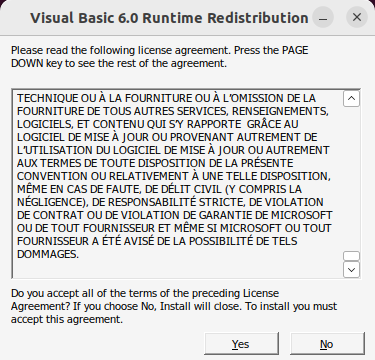 Visual Basic 6.0 Runtime Redistribution
Please read the following license agreement. Press the PAGE
DOWN key to see the rest of the agreement.
TECHNIQUE OU À LA FOURNITURE OU À L'OMISSION DE LA
FOURNITURE DE TOUS AUTRES SERVICES, RENSEIGNEMENTS,
LOGICIELS, ET CONTENU QUI S'Y RAPPORTE GRÂCE AU
LOGICIEL DE MISE À JOUR OU PROVENANT AUTREMENT DE
L'UTILISATION DU LOGICIEL DE MISE À JOUR OU AUTREMENT
AUX TERMES DE TOUTE DISPOSITION DE LA PRÉSENTE
CONVENTION OU RELATIVEMENT À UNE TELLE DISPOSITION,
MÊME EN CAS DE FAUTE, DE DÉLIT CIVIL (Y COMPRIS LA
NÉGLIGENCE), DE RESPONSABILITÉ STRICTE, DE VIOLATION
DE CONTRAT OU DE VIOLATION DE GARANTIE DE MICROSOFT
OU DE TOUT FOURNISSEUR ET MÊME SI MICROSOFT OU TOUT
FOURNISSEUR A ÉTÉ AVISÉ DE LA POSSIBILITÉ DE TELS
DOMMAGES.
Do you accept all of the terms of the preceding License
Agreement? If you choose No, Install will close. To install you must
accept this agreement.
Yes
No